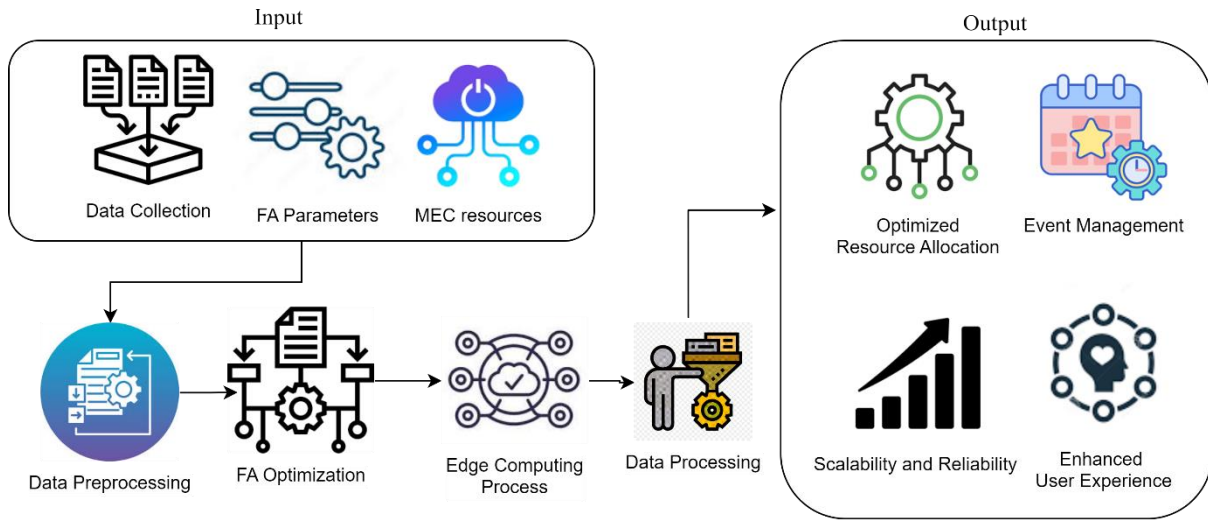 Input
Data Collection
FA Parameters
MEC resources
Data Preprocessing
FA Optimization
Edge Computing
Process
Data Processing
Output
Optimized
Resource Allocation
Event Management
Scalability and Reliability
Enhanced
User Experience